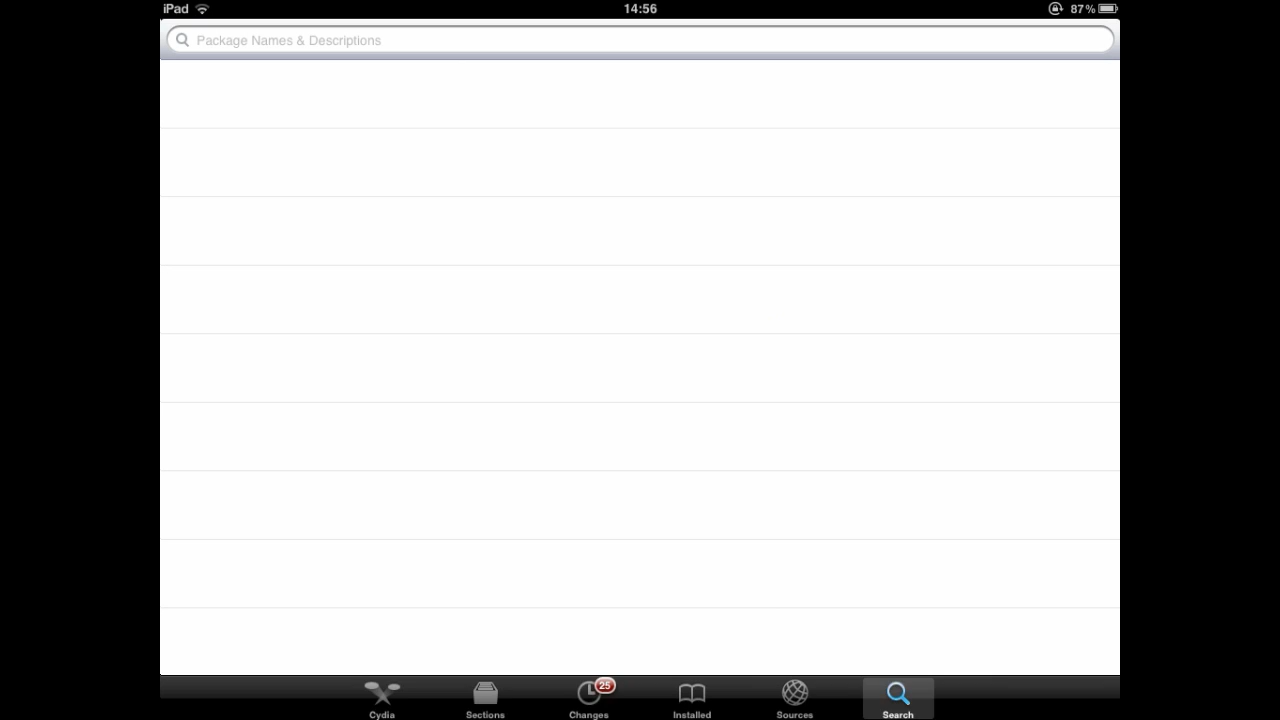 iPad 14:56 87%
Package Names & Descriptions
25
Cydia Sections Changes Installed Sources Search